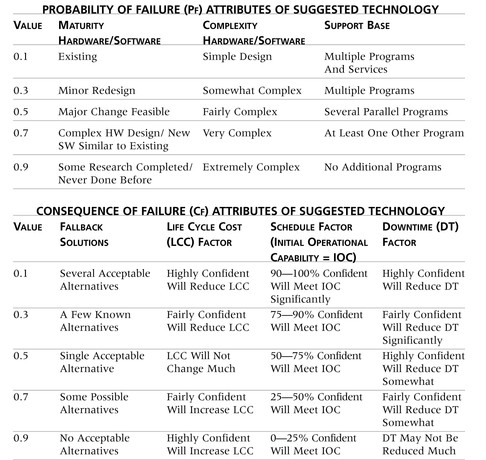 PROBABILITY OF FAILURE (PF) ATTRIBUTES OF SUGGESTED TECHNOLOGY
VALUE MATURITY COMPLEXITY SUPPORT BASE
HARDWARE/SOFTWARE HARDWARE/SOFTWARE
0.1 Existing Simple Design Multiple Programs
And Services
0.3 Minor Redesign Somewhat Complex Multiple Programs
0.5 Major Change Feasible Fairly Complex Several Parallel Programs
0.7 Complex HW Design/ New Very Complex At Least One Other Program
SW Similar to Existing
0.9 Some Research Completed/ Extremely Complex No Additional Programs
Never Done Before
CONSEQUENCE OF FAILURE (CF) ATTRIBUTES OF SUGGESTED TECHNOLOGY
VALUE FALLBACK LIFE CYCLE COST SCHEDULE FACTOR DOWNTIME (DT)
SOLUTIONS (LCC) FACTOR (INITIAL OPERATIONAL FACTOR
CAPABILITY = IOC)
0.1 Several Acceptable Highly Confident 90—100% Confident Highly Confident
Alternatives Will Reduce LCC Will Meet IOC Will Reduce DT
Significantly
0.3 A Few Known Fairly Confident 75—90% Confident Fairly Confident
Alternatives Will Reduce LCC Will Meet IOC Will Reduce DT
Significantly
0.5 Single Acceptable LCC Will Not 50—75% Confident Highly Confident
Alternative Change Much Will Meet IOC Will Reduce DT
Somewhat
0.7 Some Possible Fairly Confident 25—50% Confident Fairly Confident
Alternatives Will Increase LCC Will Meet IOC Will Reduce DT
Somewhat
0.9 No Acceptable Highly Confident 0—25% Confident DT May Not Be
Alternatives Will Increase LCC Will Meet IOC Reduced Much